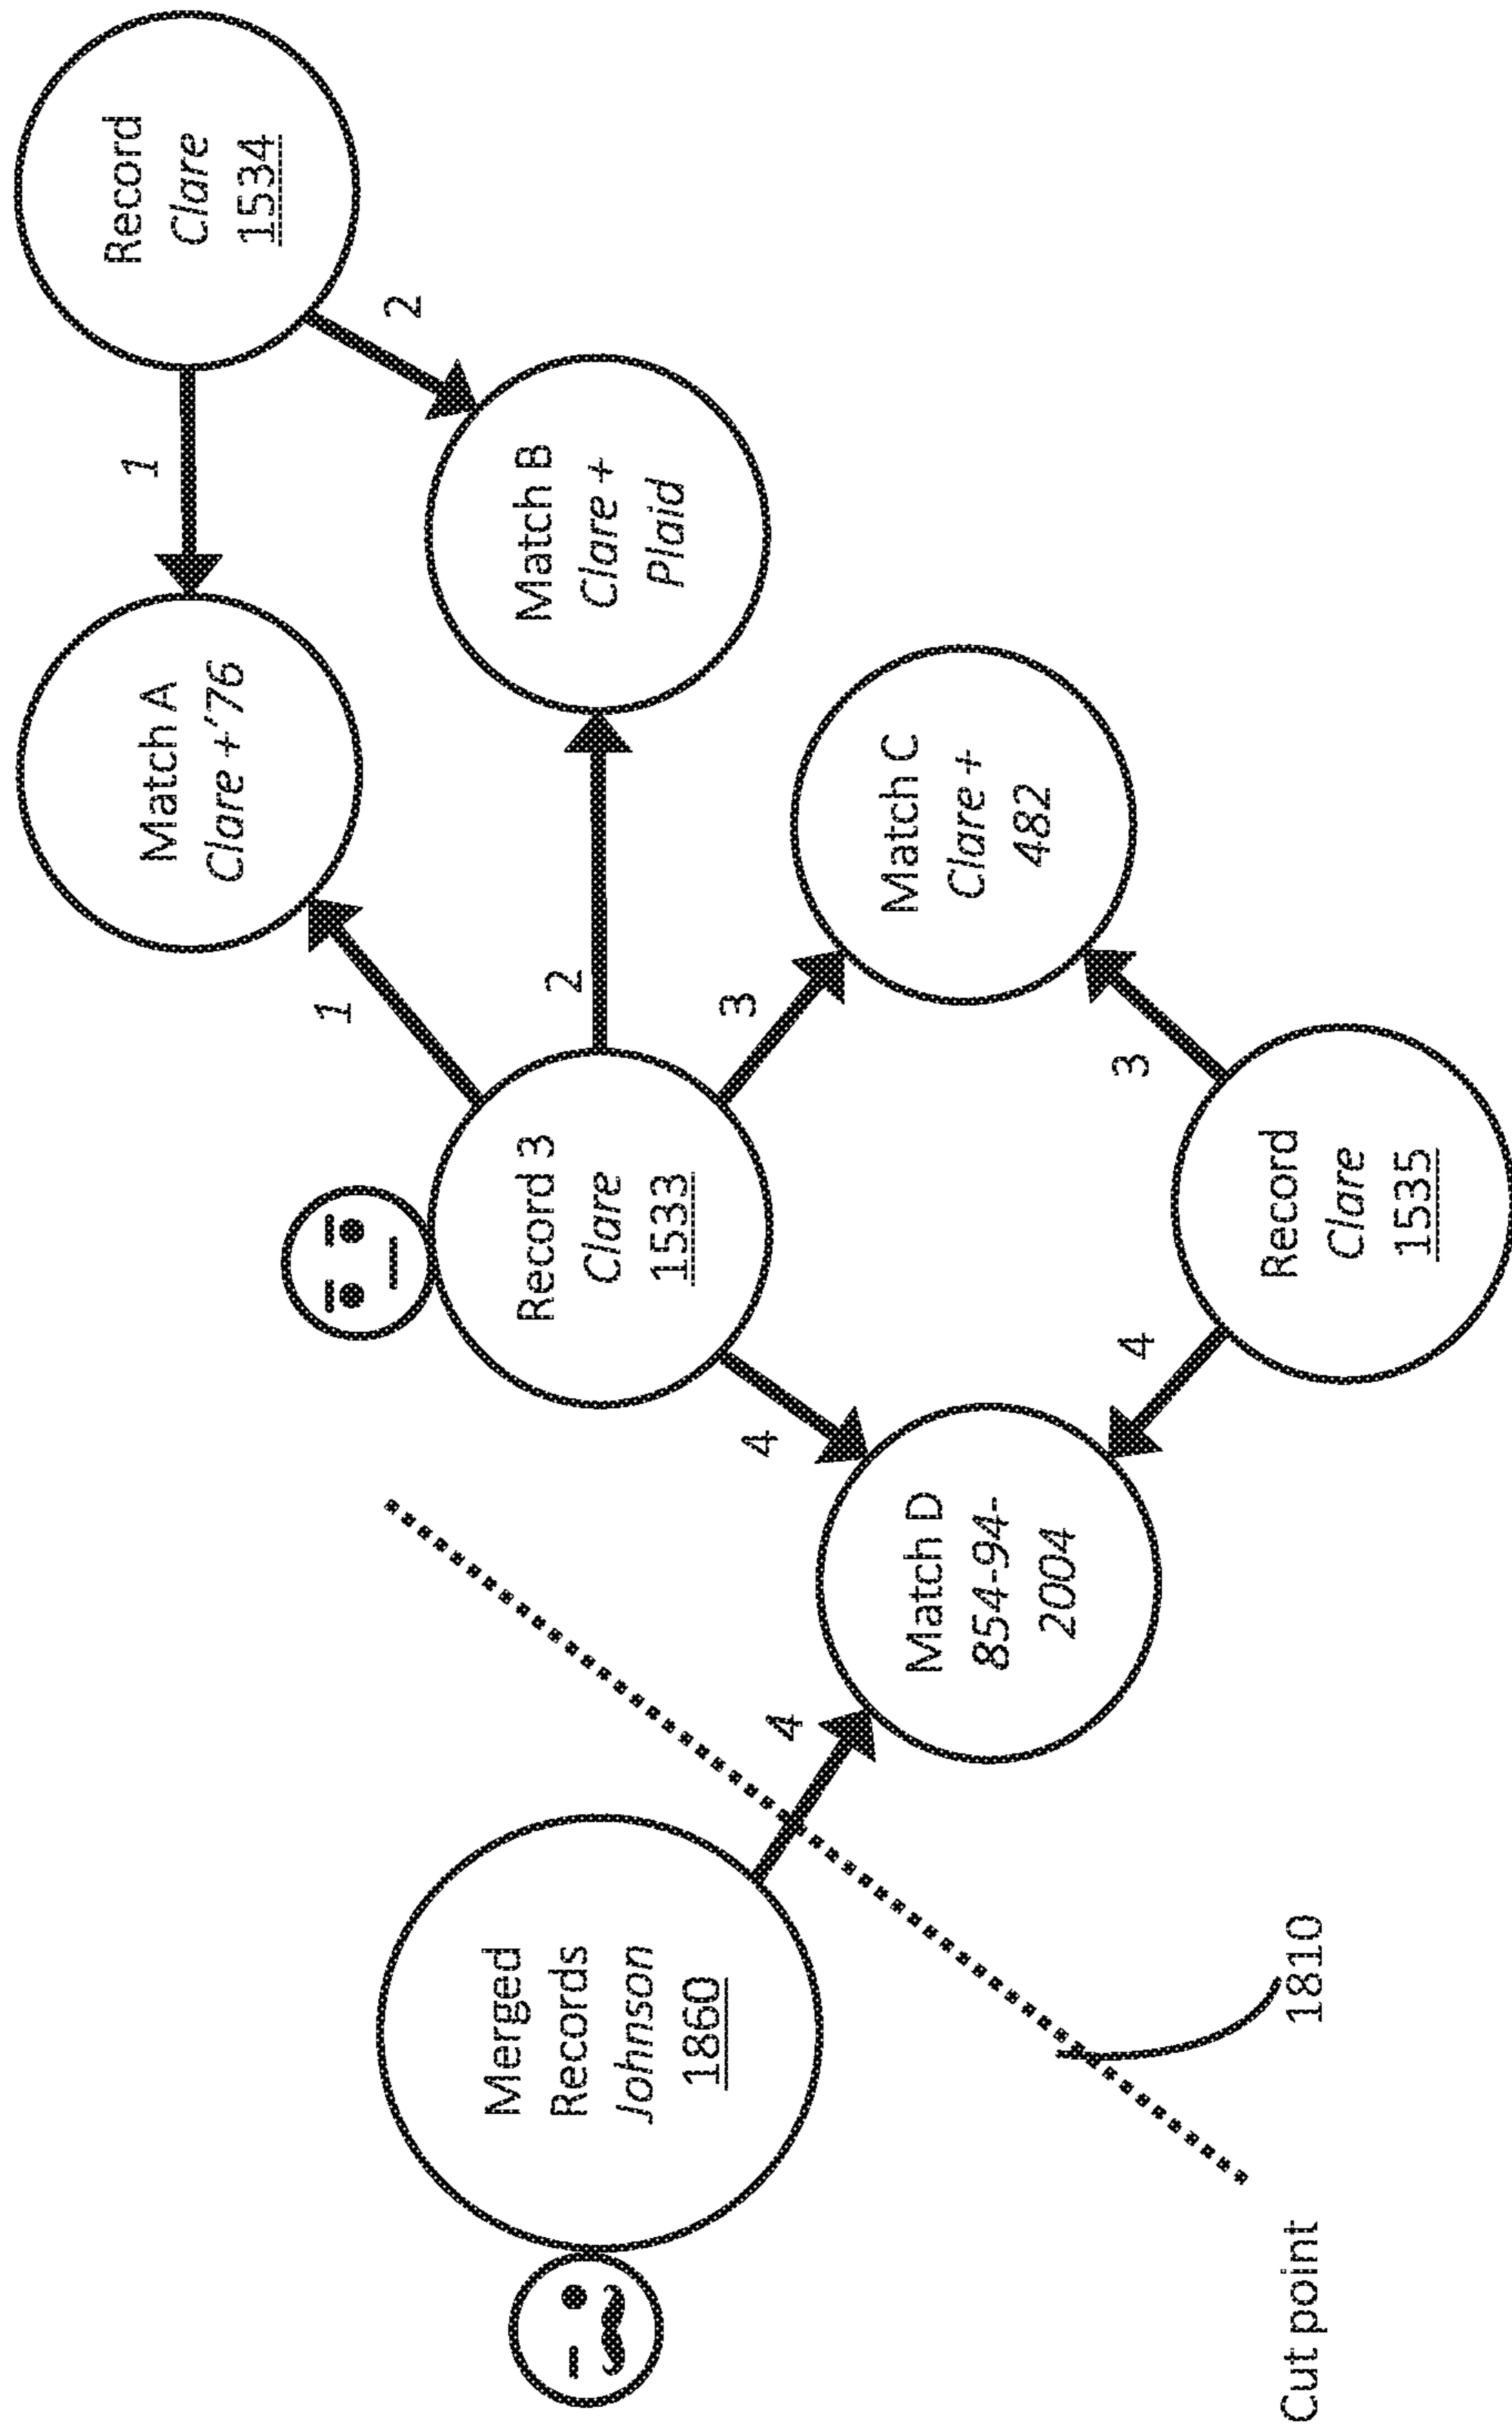 Merged
Records
Johnson
1860
4
Cut point
1810
Record 3
Clare
1533
4
Match D
854-94-
2004
4
Record
Clare
1535
3
3
Match C
Clare +
482
1
2
Match A
Clare +'76
Match B
Clare +
Plaid
1
2
Record
Clare
1534